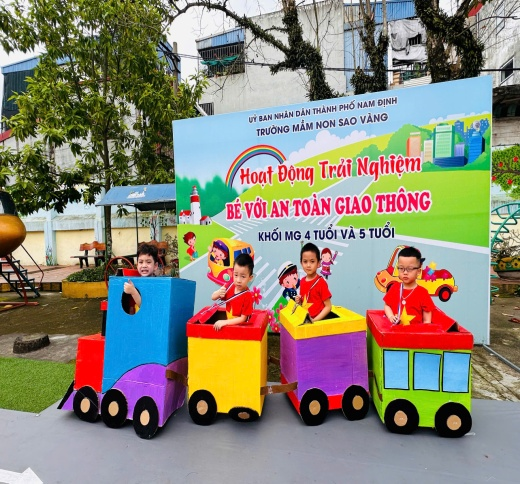 UỶ BAN NHÂN DÂN THÀNH PHỐ NAM ĐỊNH
TRƯỜNG MẦM NON SAO VÀNG
Hoạt Động Trải Nghiệm
BÉ VỚI AN TOÀN GIAO THÔNG
KHỐI MG 4 TUỔI VÀ 5 TUỔI